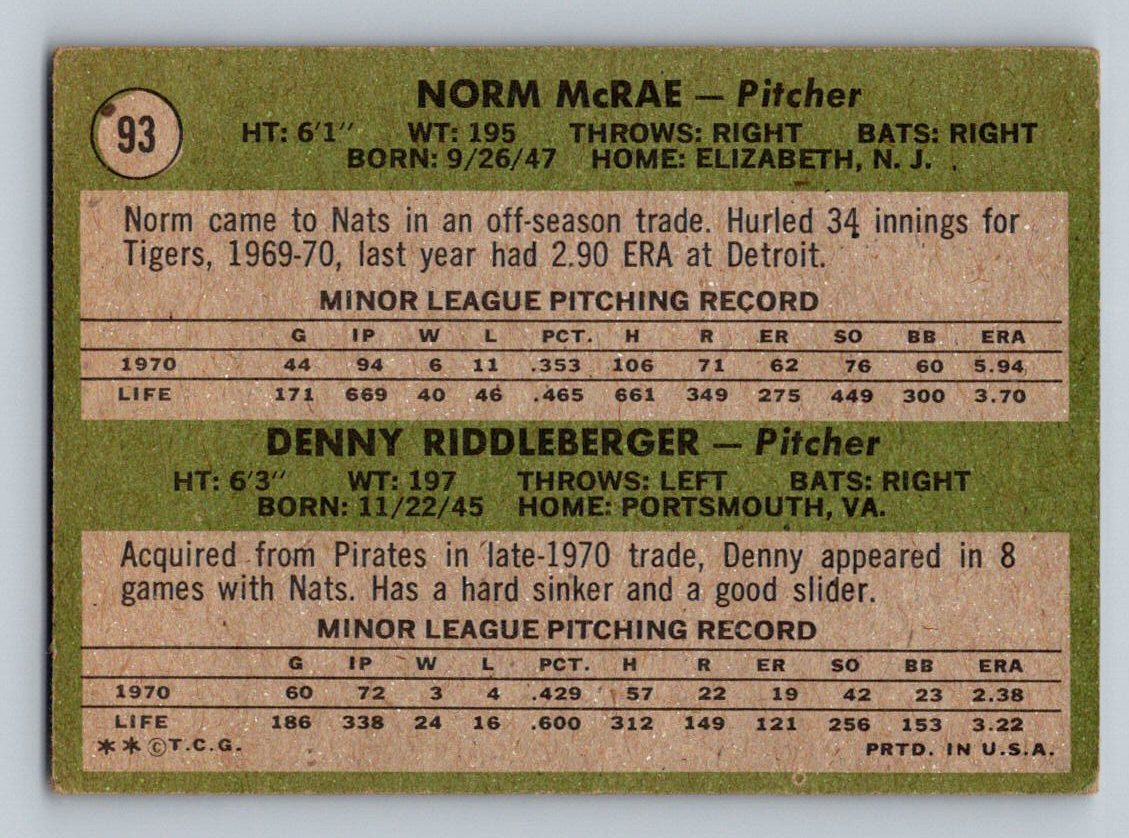 93
NORM McRAE — Pitcher
HT: 6'1" WT: 195 THROWS: RIGHT BATS: RIGHT
BORN: 9/26/47 HOME: ELIZABETH, N. J.
Norm came to Nats in an off-season trade. Hurled 34 innings for
Tigers, 1969-70, last year had 2.90 ERA at Detroit.
MINOR LEAGUE PITCHING RECORD
G IP W L PCT. H R ER SO BB ERA
1970 44 94 6 11 .353 106 71 62 76 60 5.94
LIFE 171 669 40 46 .465 661 349 275 449 300 3.70
DENNY RIDDLEBERGER — Pitcher
HT: 6'3" WT: 197 THROWS: LEFT BATS: RIGHT
BORN: 11/22/45 HOME: PORTSMOUTH, VA.
Acquired from Pirates in late-1970 trade, Denny appeared in 8
games with Nats. Has a hard sinker and a good slider.
MINOR LEAGUE PITCHING RECORD
G IP W L PCT. H R ER SO BB ERA
1970 60 72 3 4 .429 57 22 19 42 23 2.38
LIFE 186 338 24 16 .600 312 149 121 256 153 3.22
**©T.C.G. PRTD. IN U.S.A.